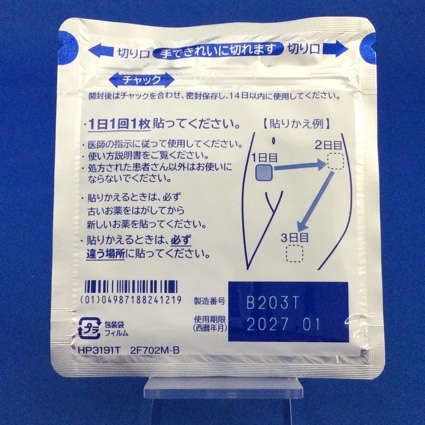 切り口 手できれいに切れます 切り口
チャック
開封後はチャックを合わせ、密封保存し、14日以内に使用してください。
・1日1回1枚貼ってください。
・医師の指示に従って使用してください。
・使い方説明書をご覧ください。
・処方された患者さん以外はお使いに
ならないでください。
・貼りかえるときは、必ず
古いお薬をはがしてから
新しいお薬を貼ってください。
・貼りかえるときは、必ず
違う場所に貼ってください。
【貼りかえ例】
1日目
2日目
3日目
(01)04987188241219
プラ
包装袋
フィルム
HP3191T 2F702M-B
製造番号
B203T
使用期限
(西暦年月)
2027 01